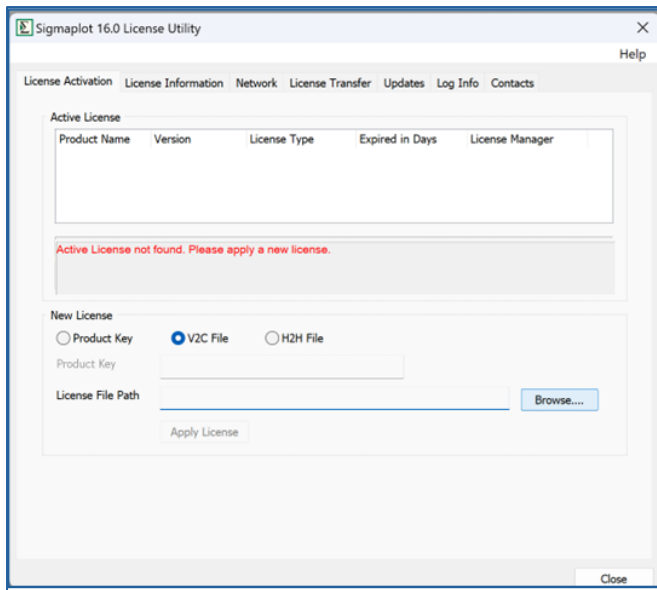 Sigmaplot 16.0 License Utility
Help
License Activation License Information Network License Transfer Updates Log Info Contacts
Active License
Product Name Version License Type Expired in Days License Manager
Active License not found. Please apply a new license.
New License
Product Key V2C File H2H File
Product Key
License File Path Browse....
Apply License
Close